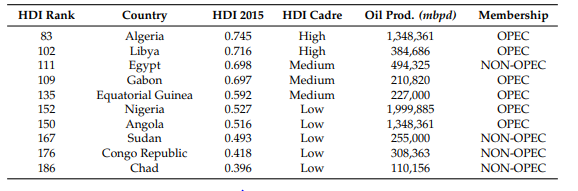 HDI Rank Country HDI 2015 HDI Cadre Oil Prod. (mbpd) Membership
83 Algeria 0.745 High 1,348,361 OPEC
102 Libya 0.716 High 384,686 OPEC
111 Egypt 0.698 Medium 494,325 NON-OPEC
109 Gabon 0.697 Medium 210,820 OPEC
135 Equatorial Guinea 0.592 Medium 227,000 OPEC
152 Nigeria 0.527 Low 1,999,885 OPEC
150 Angola 0.516 Low 1,348,361 OPEC
167 Sudan 0.493 Low 255,000 NON-OPEC
176 Congo Republic 0.418 Low 308,363 NON-OPEC
186 Chad 0.396 Low 110,156 NON-OPEC